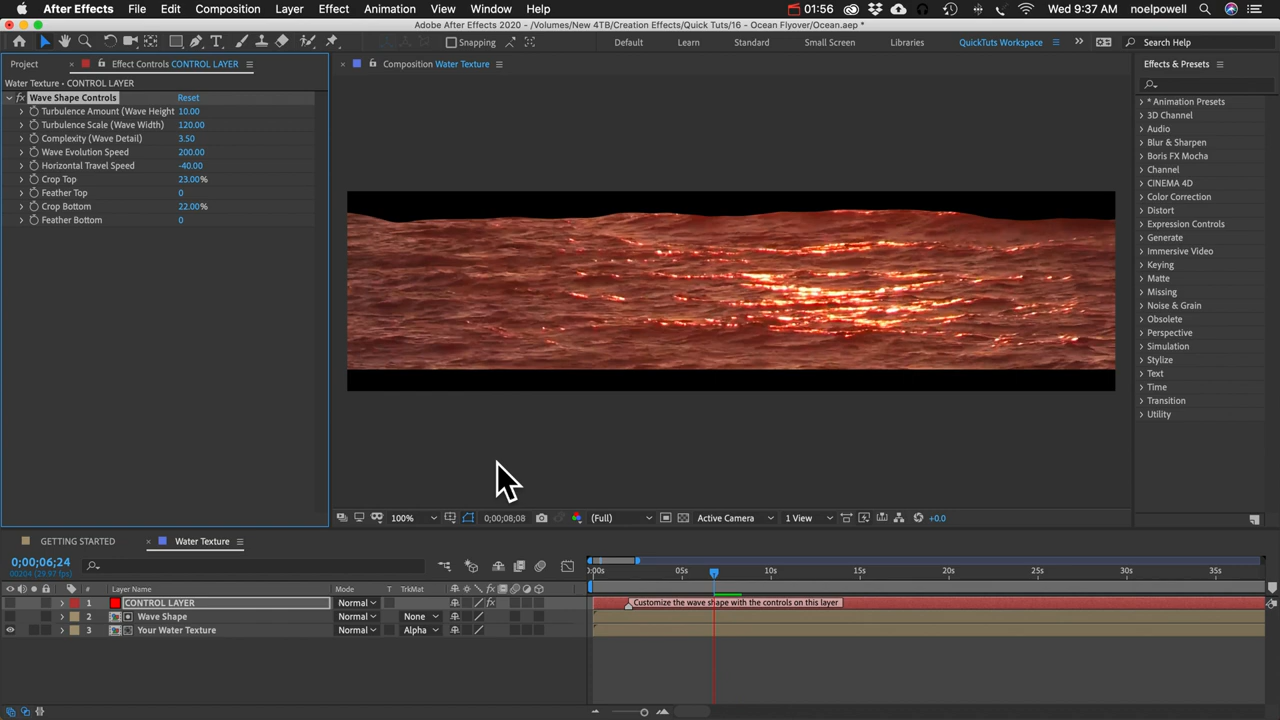 After Effects File Edit Composition Layer Effect Animation View Window Help 01:56 Wed 9:37 AM noelpowell
Adobe After Effects 2020 - /Volumes/New 4TB/Creation Effects/Quick Tuts/16 - Ocean Flyover/Ocean.aep *
Snapping Default Learn Standard Small Screen Libraries QuickTuts Workspace Search Help
Project Effect Controls CONTROL LAYER Composition Water Texture Effects & Presets
Water Texture • CONTROL LAYER
fx Wave Shape Controls Reset
Turbulence Amount (Wave Height 10.00
Turbulence Scale (Wave Width) 120.00
Complexity (Wave Detail) 3.50
Wave Evolution Speed 200.00
Horizontal Travel Speed -40.00
Crop Top 23.00%
Feather Top 0
Crop Bottom 22.00%
Feather Bottom 0
* Animation Presets
3D Channel
Audio
Blur & Sharpen
Boris FX Mocha
Channel
CINEMA 4D
Color Correction
Distort
Expression Controls
Generate
Immersive Video
Keying
Matte
Missing
Noise & Grain
Obsolete
Perspective
Simulation
Stylize
Text
Time
Transition
Utility
100% 0;00;08;08 (Full) Active Camera 1 View +0.0
GETTING STARTED Water Texture
0;00;06;24
00204 (29.97 fps)
:00s 05s 10s 15s 20s 25s 30s 35s
# Layer Name Mode T TrkMat fx
1 CONTROL LAYER Normal fx Customize the wave shape with the controls on this layer
2 Wave Shape Normal None
3 Your Water Texture Normal Alpha